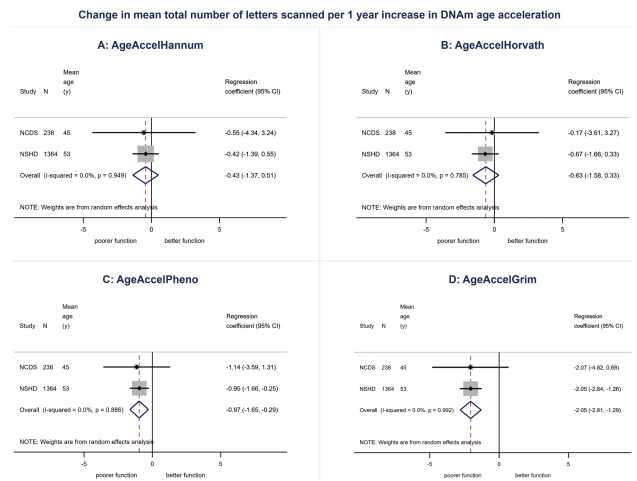 Change in mean total number of letters scanned per 1 year increase in DNAm age acceleration
A: AgeAccelHannum
Mean
age
Regression
Study N (y) coefficient (95% CI)
NCDS 238 45 -0.55 (-4.34, 3.24)
NSHD 1364 53 -0.42 (-1.39, 0.55)
Overall (I-squared = 0.0%, p = 0.949) -0.43 (-1.37, 0.51)
NOTE: Weights are from random effects analysis
-5 0 5
poorer function better function
B: AgeAccelHorvath
Mean
age
Regression
Study N (y) coefficient (95% CI)
NCDS 238 45 -0.17 (-3.61, 3.27)
NSHD 1364 53 -0.67 (-1.66, 0.33)
Overall (I-squared = 0.0%, p = 0.785) -0.63 (-1.58, 0.33)
NOTE: Weights are from random effects analysis
-5 0 5
poorer function better function
C: AgeAccelPheno
Mean
age
Regression
Study N (y) coefficient (95% CI)
NCDS 238 45 -1.14 (-3.59, 1.31)
NSHD 1364 53 -0.95 (-1.66, -0.25)
Overall (I-squared = 0.0%, p = 0.886) -0.97 (-1.65, -0.29)
NOTE: Weights are from random effects analysis
-5 0 5
poorer function better function
D: AgeAccelGrim
Mean
age
Regression
Study N (y) coefficient (95% CI)
NCDS 238 45 -2.07 (-4.82, 0.69)
NSHD 1364 53 -2.05 (-2.84, -1.26)
Overall (I-squared = 0.0%, p = 0.992) -2.05 (-2.81, -1.29)
NOTE: Weights are from random effects analysis
-5 0 5
poorer function better function